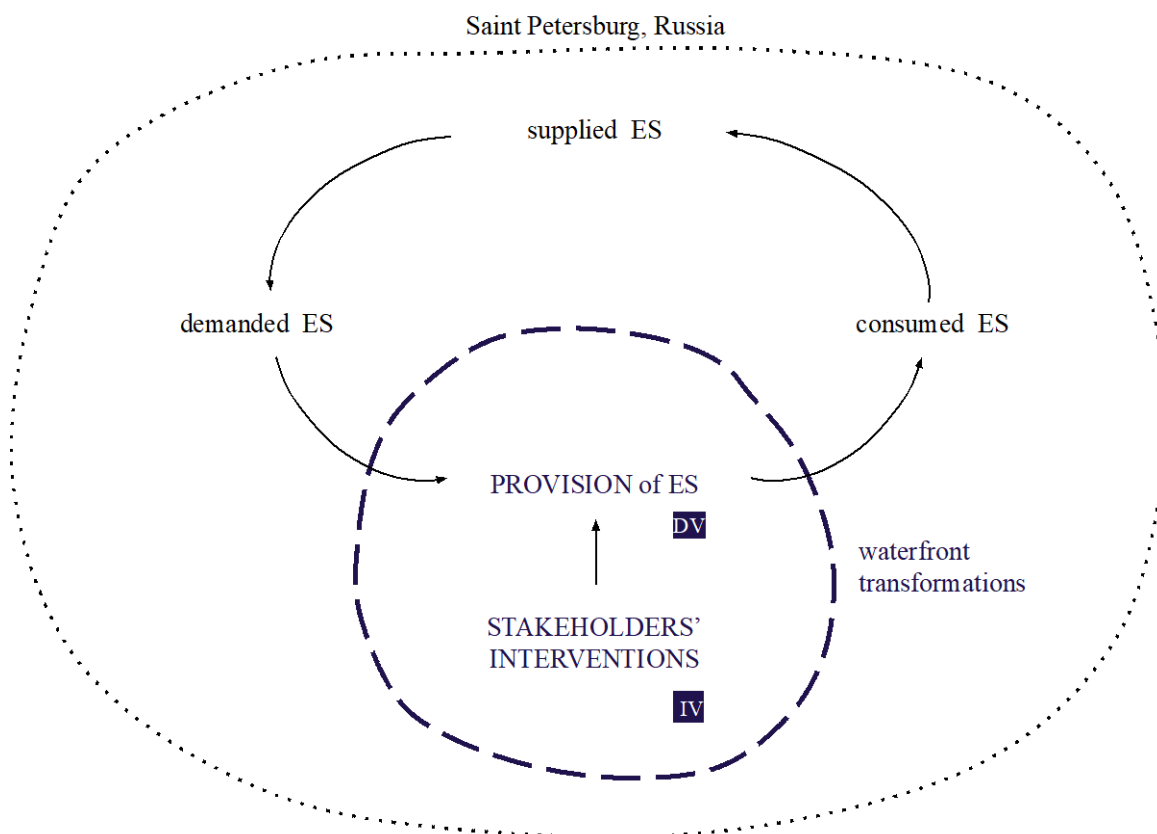 Saint Petersburg, Russia
supplied ES
demanded ES
consumed ES
PROVISION of ES
DV
waterfront
transformations
STAKEHOLDERS’
INTERVENTIONS
IV